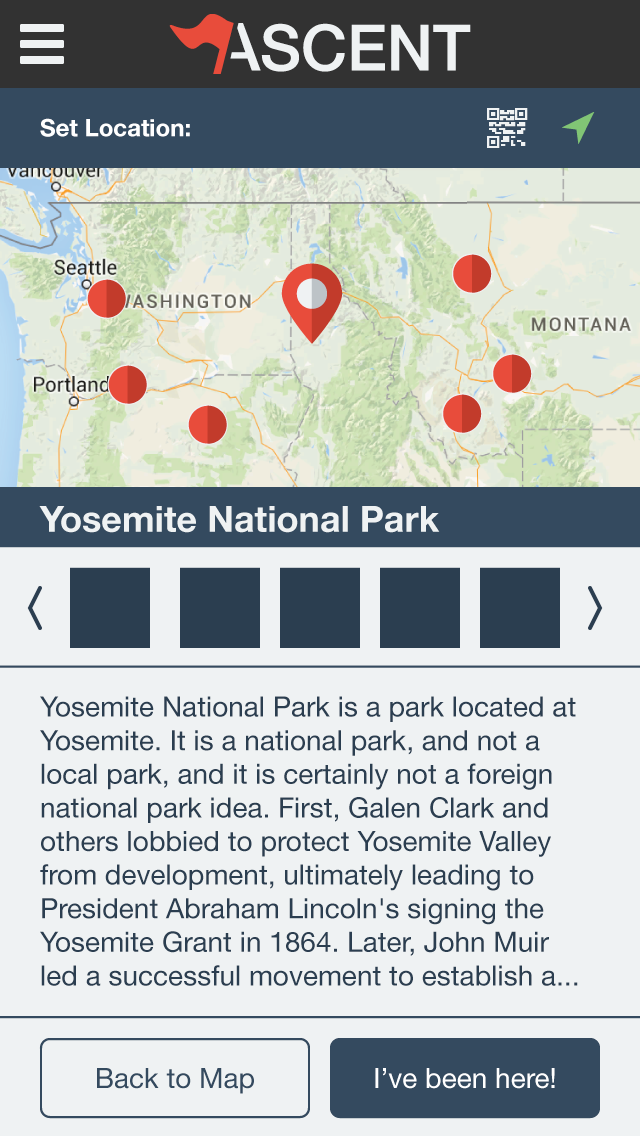 ASCENT
Set Location:
Vancouver
Seattle
WASHINGTON
MONTANA
Portland
Yosemite National Park
Yosemite National Park is a park located at
Yosemite. It is a national park, and not a
local park, and it is certainly not a foreign
national park idea. First, Galen Clark and
others lobbied to protect Yosemite Valley
from development, ultimately leading to
President Abraham Lincoln's signing the
Yosemite Grant in 1864. Later, John Muir
led a successful movement to establish a...
Back to Map
I’ve been here!